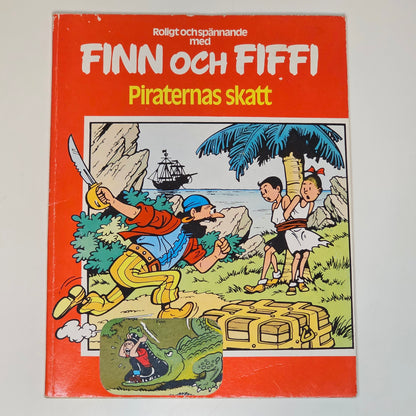 Roligt och spännande
med
FINN OCH FIFFI
Piraternas skatt